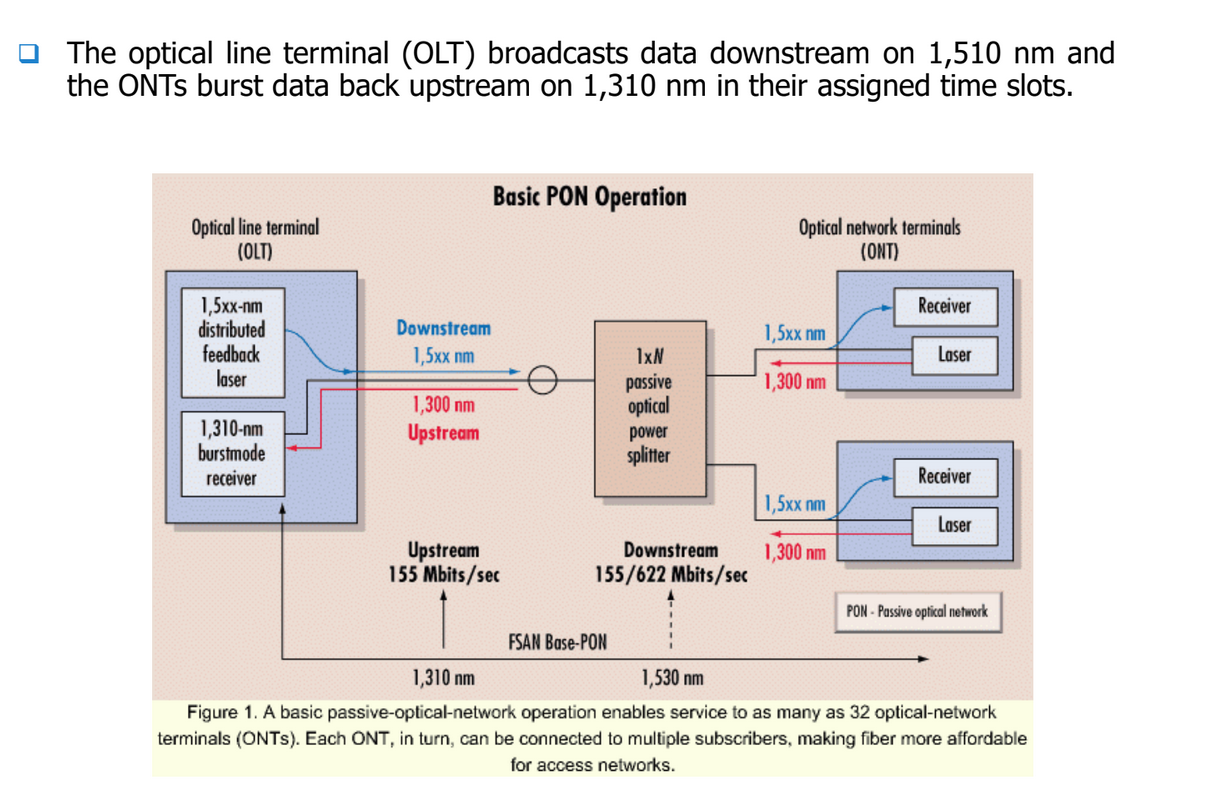 The optical line terminal (OLT) broadcasts data downstream on 1,510 nm and
the ONTs burst data back upstream on 1,310 nm in their assigned time slots.
Basic PON Operation
Optical line terminal
(OLT)
Optical network terminals
(ONT)
1,5xx-nm
distributed
feedback
laser
1,310-nm
burstmode
receiver
Downstream
1,5xx nm
1,300 nm
Upstream
1xN
passive
optical
power
splitter
1,5xx nm
1,300 nm
Receiver
Laser
1,5xx nm
1,300 nm
Receiver
Laser
Upstream
155 Mbits/sec
Downstream
155/622 Mbits/sec
PON - Passive optical network
FSAN Base-PON
1,310 nm
1,530 nm
Figure 1. A basic passive-optical-network operation enables service to as many as 32 optical-network
terminals (ONTs). Each ONT, in turn, can be connected to multiple subscribers, making fiber more affordable
for access networks.